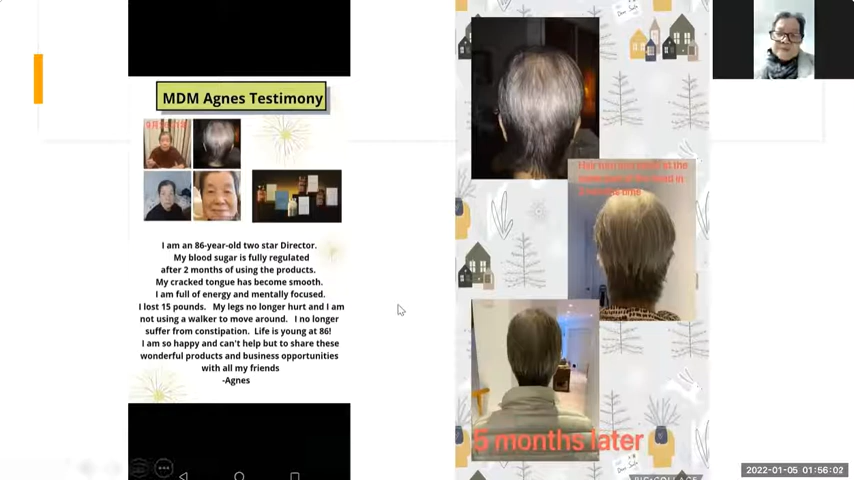 MDM Agnes Testimony
I am an 86-year-old two star Director.
My blood sugar is fully regulated
after 2 months of using the products.
My cracked tongue has become smooth.
I am full of energy and mentally focused.
I lost 15 pounds. My legs no longer hurt and I am
not using a walker to move around. I no longer
suffer from constipation. Life is young at 86!
I am so happy and can't help but to share these
wonderful products and business opportunities
with all my friends
-Agnes
5 months later
2022-01-05 01:56:02